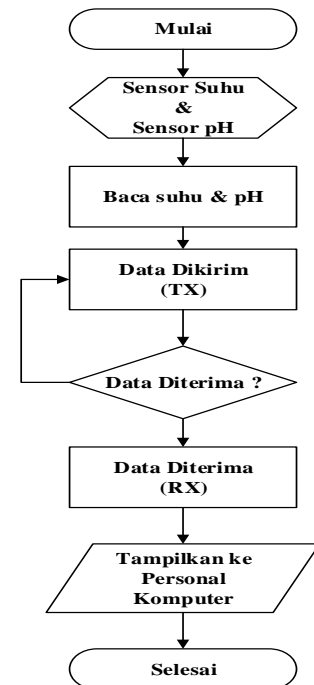 Mulai
Sensor Suhu
&
Sensor pH
Baca suhu & pH
Data Dikirim
(TX)
Data Diterima ?
Data Diterima
(RX)
Tampilkan ke
Personal
Komputer
Selesai